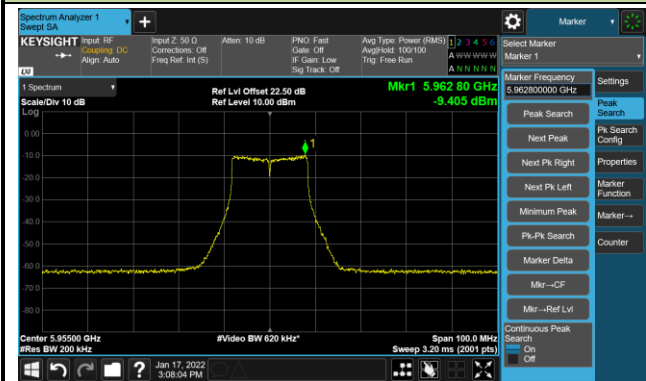 Spectrum Analyzer 1
Swept SA
+
Marker
KEYSIGHT
Input: RF
Coupling: DC
Align: Auto
Input Z: 50 Ω
Corrections: Off
Freq Ref: Int (S)
Atten: 10 dB
PNO: Fast
Gate: Off
IF Gain: Low
Sig Track: Off
Avg Type: Power (RMS)
Avg|Hold: 100/100
Trig: Free Run
1 2 3 4 5 6
A W W W W W
A N N N N N
LXI
Select Marker
Marker 1
1 Spectrum
Scale/Div 10 dB
Ref Lvl Offset 22.50 dB
Ref Level 10.00 dBm
Mkr1 5.962 80 GHz
-9.405 dBm
Log
0.00
-10.0
-20.0
-30.0
-40.0
-50.0
-60.0
-70.0
-80.0
1
Center 5.95500 GHz
#Res BW 200 kHz
#Video BW 620 kHz*
Span 100.0 MHz
Sweep 3.20 ms (2001 pts)
Marker Frequency
5.962800000 GHz
Peak Search
Next Peak
Next Pk Right
Next Pk Left
Minimum Peak
Pk-Pk Search
Marker Delta
Mkr→CF
Mkr→Ref Lvl
Continuous Peak
Search
On
Off
Settings
Peak
Search
Pk Search
Config
Properties
Marker
Function
Marker→
Counter
?
Jan 17, 2022
3:08:04 PM